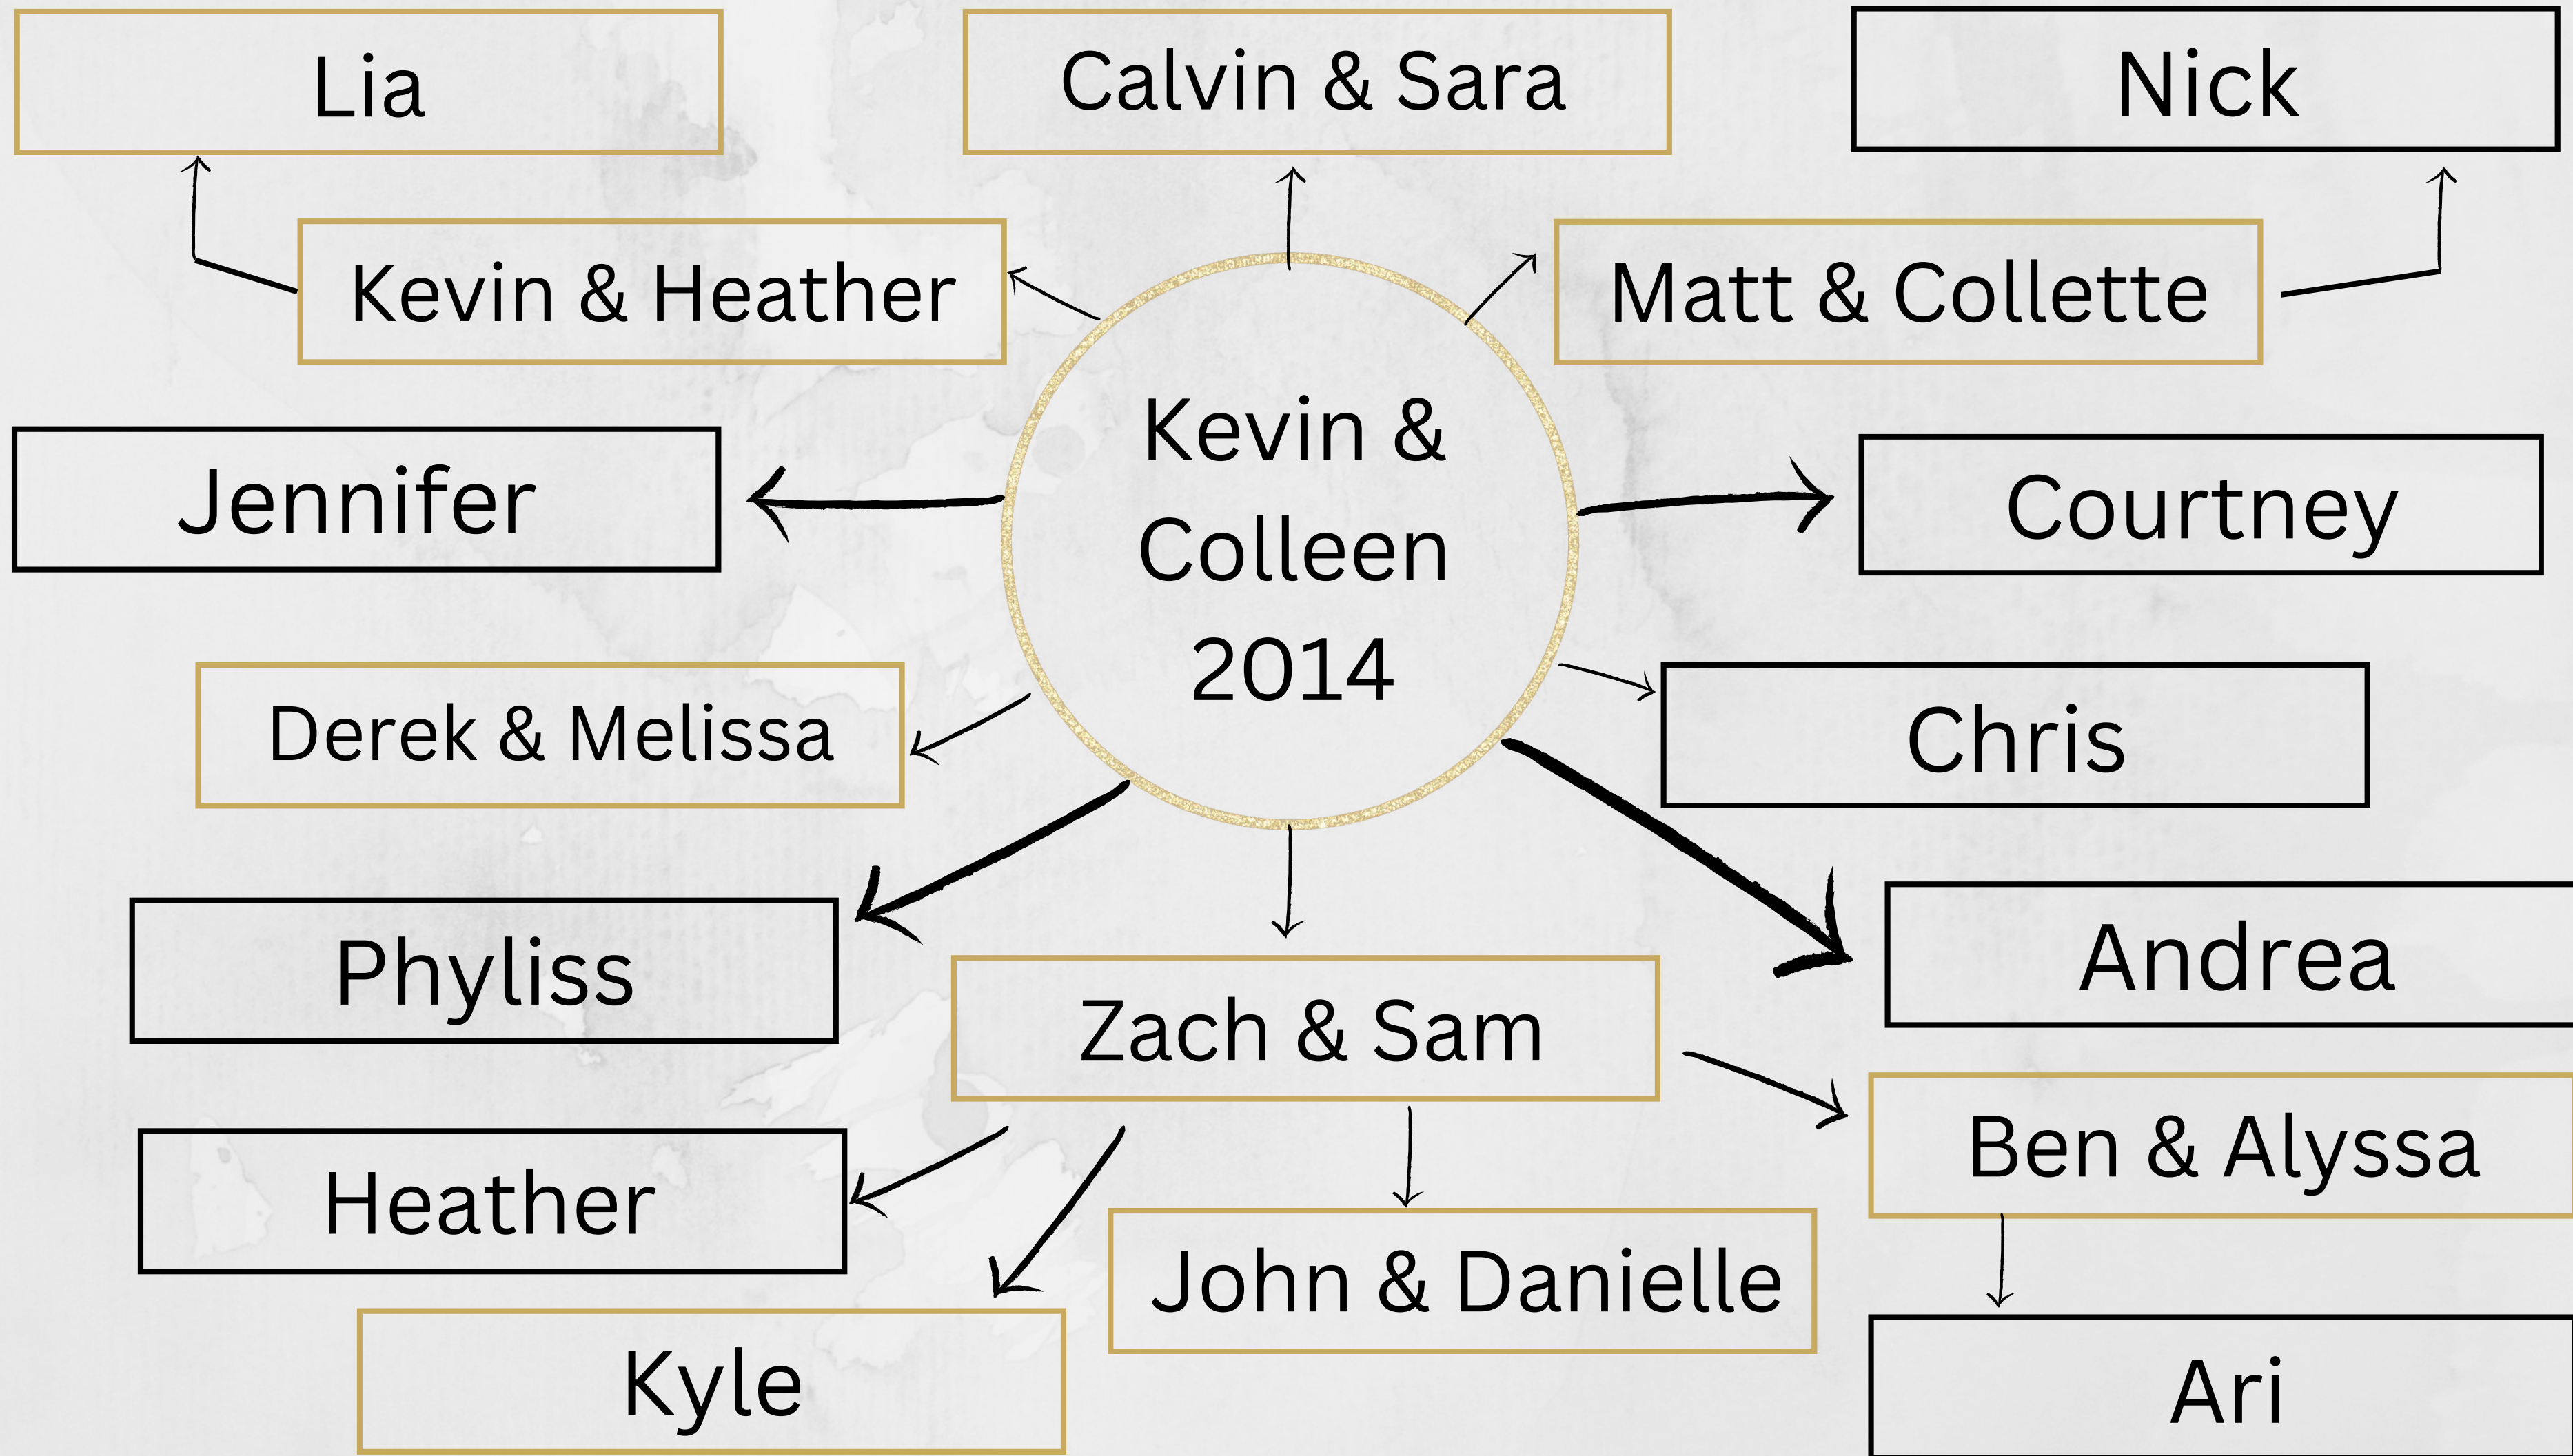 Lia
Calvin & Sara
Nick
Kevin & Heather
Matt & Collette
Kevin &
Colleen
2014
Jennifer
Courtney
Derek & Melissa
Chris
Phyliss
Andrea
Zach & Sam
Ben & Alyssa
Heather
John & Danielle
Kyle
Ari